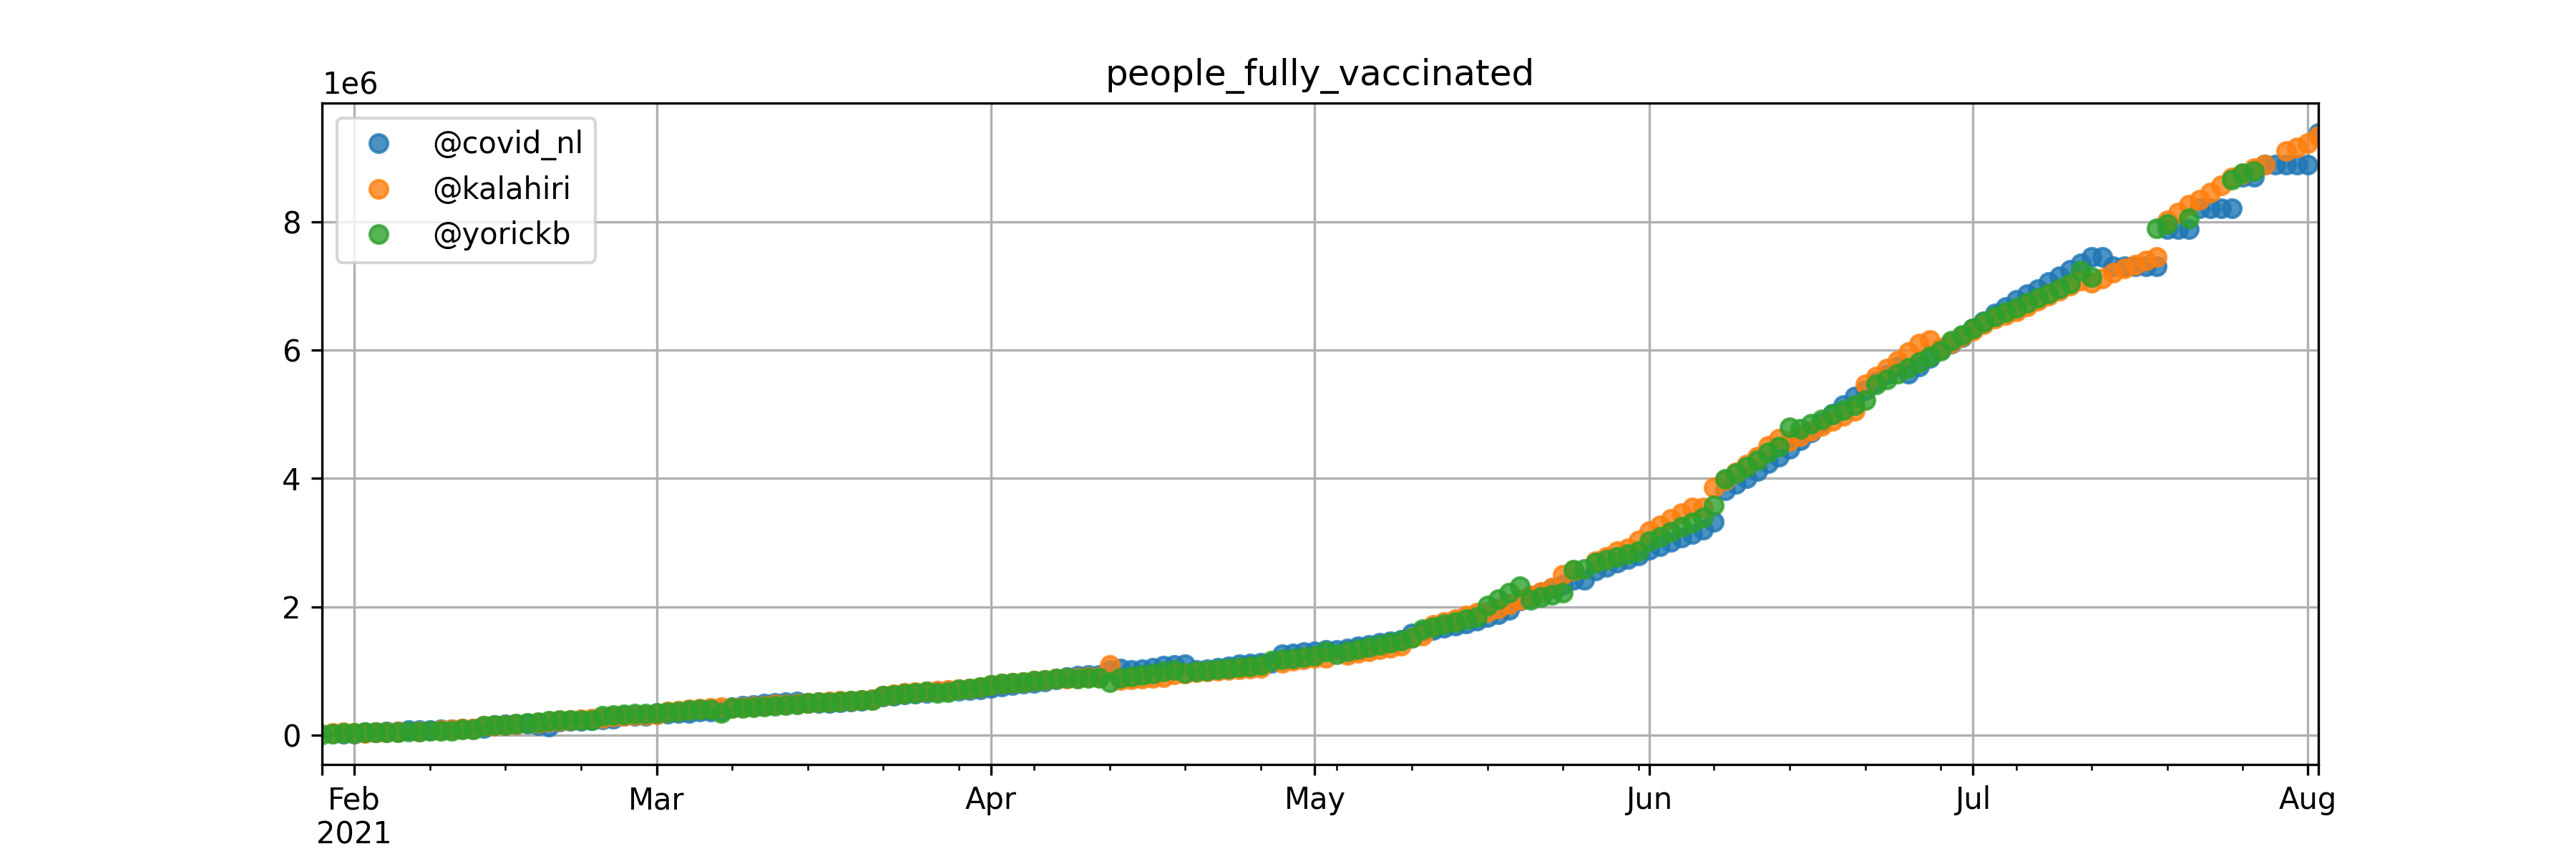 people_fully_vaccinated
1e6
@covid_nl
@kalahiri
@yorickb
8
6
4
2
0
Feb Mar Apr May Jun Jul Aug
2021